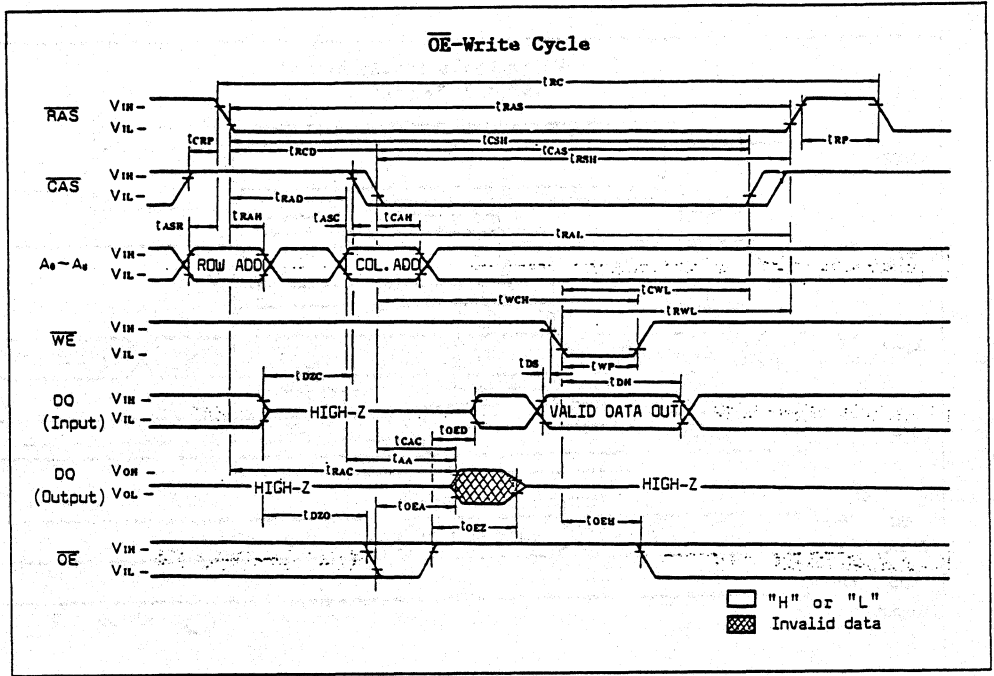 OE-Write Cycle
tRC
RAS
VIH –
VIL –
tRAS
tCRP
tRCD
tCSH
tCAS
tRSH
tRP
CAS
VIH –
VIL –
tRAD
tASR
tRAH
tASC
tCAH
tRAL
VIH –
VIL –
ROW ADD
COL. ADD
tWCH
tCWL
tRWL
WE
VIH –
VIL –
tDS
tWP
tDH
tDZC
DQ
(Input)
VIH –
VIL –
HIGH-Z
VALID DATA OUT
tOED
tCAC
tAA
tRAC
DQ
(Output)
VOH –
VOL –
HIGH-Z
HIGH-Z
tOEA
tDZO
tOEZ
tOEH
OE
VIH –
VIL –
"H" or "L"
Invalid data